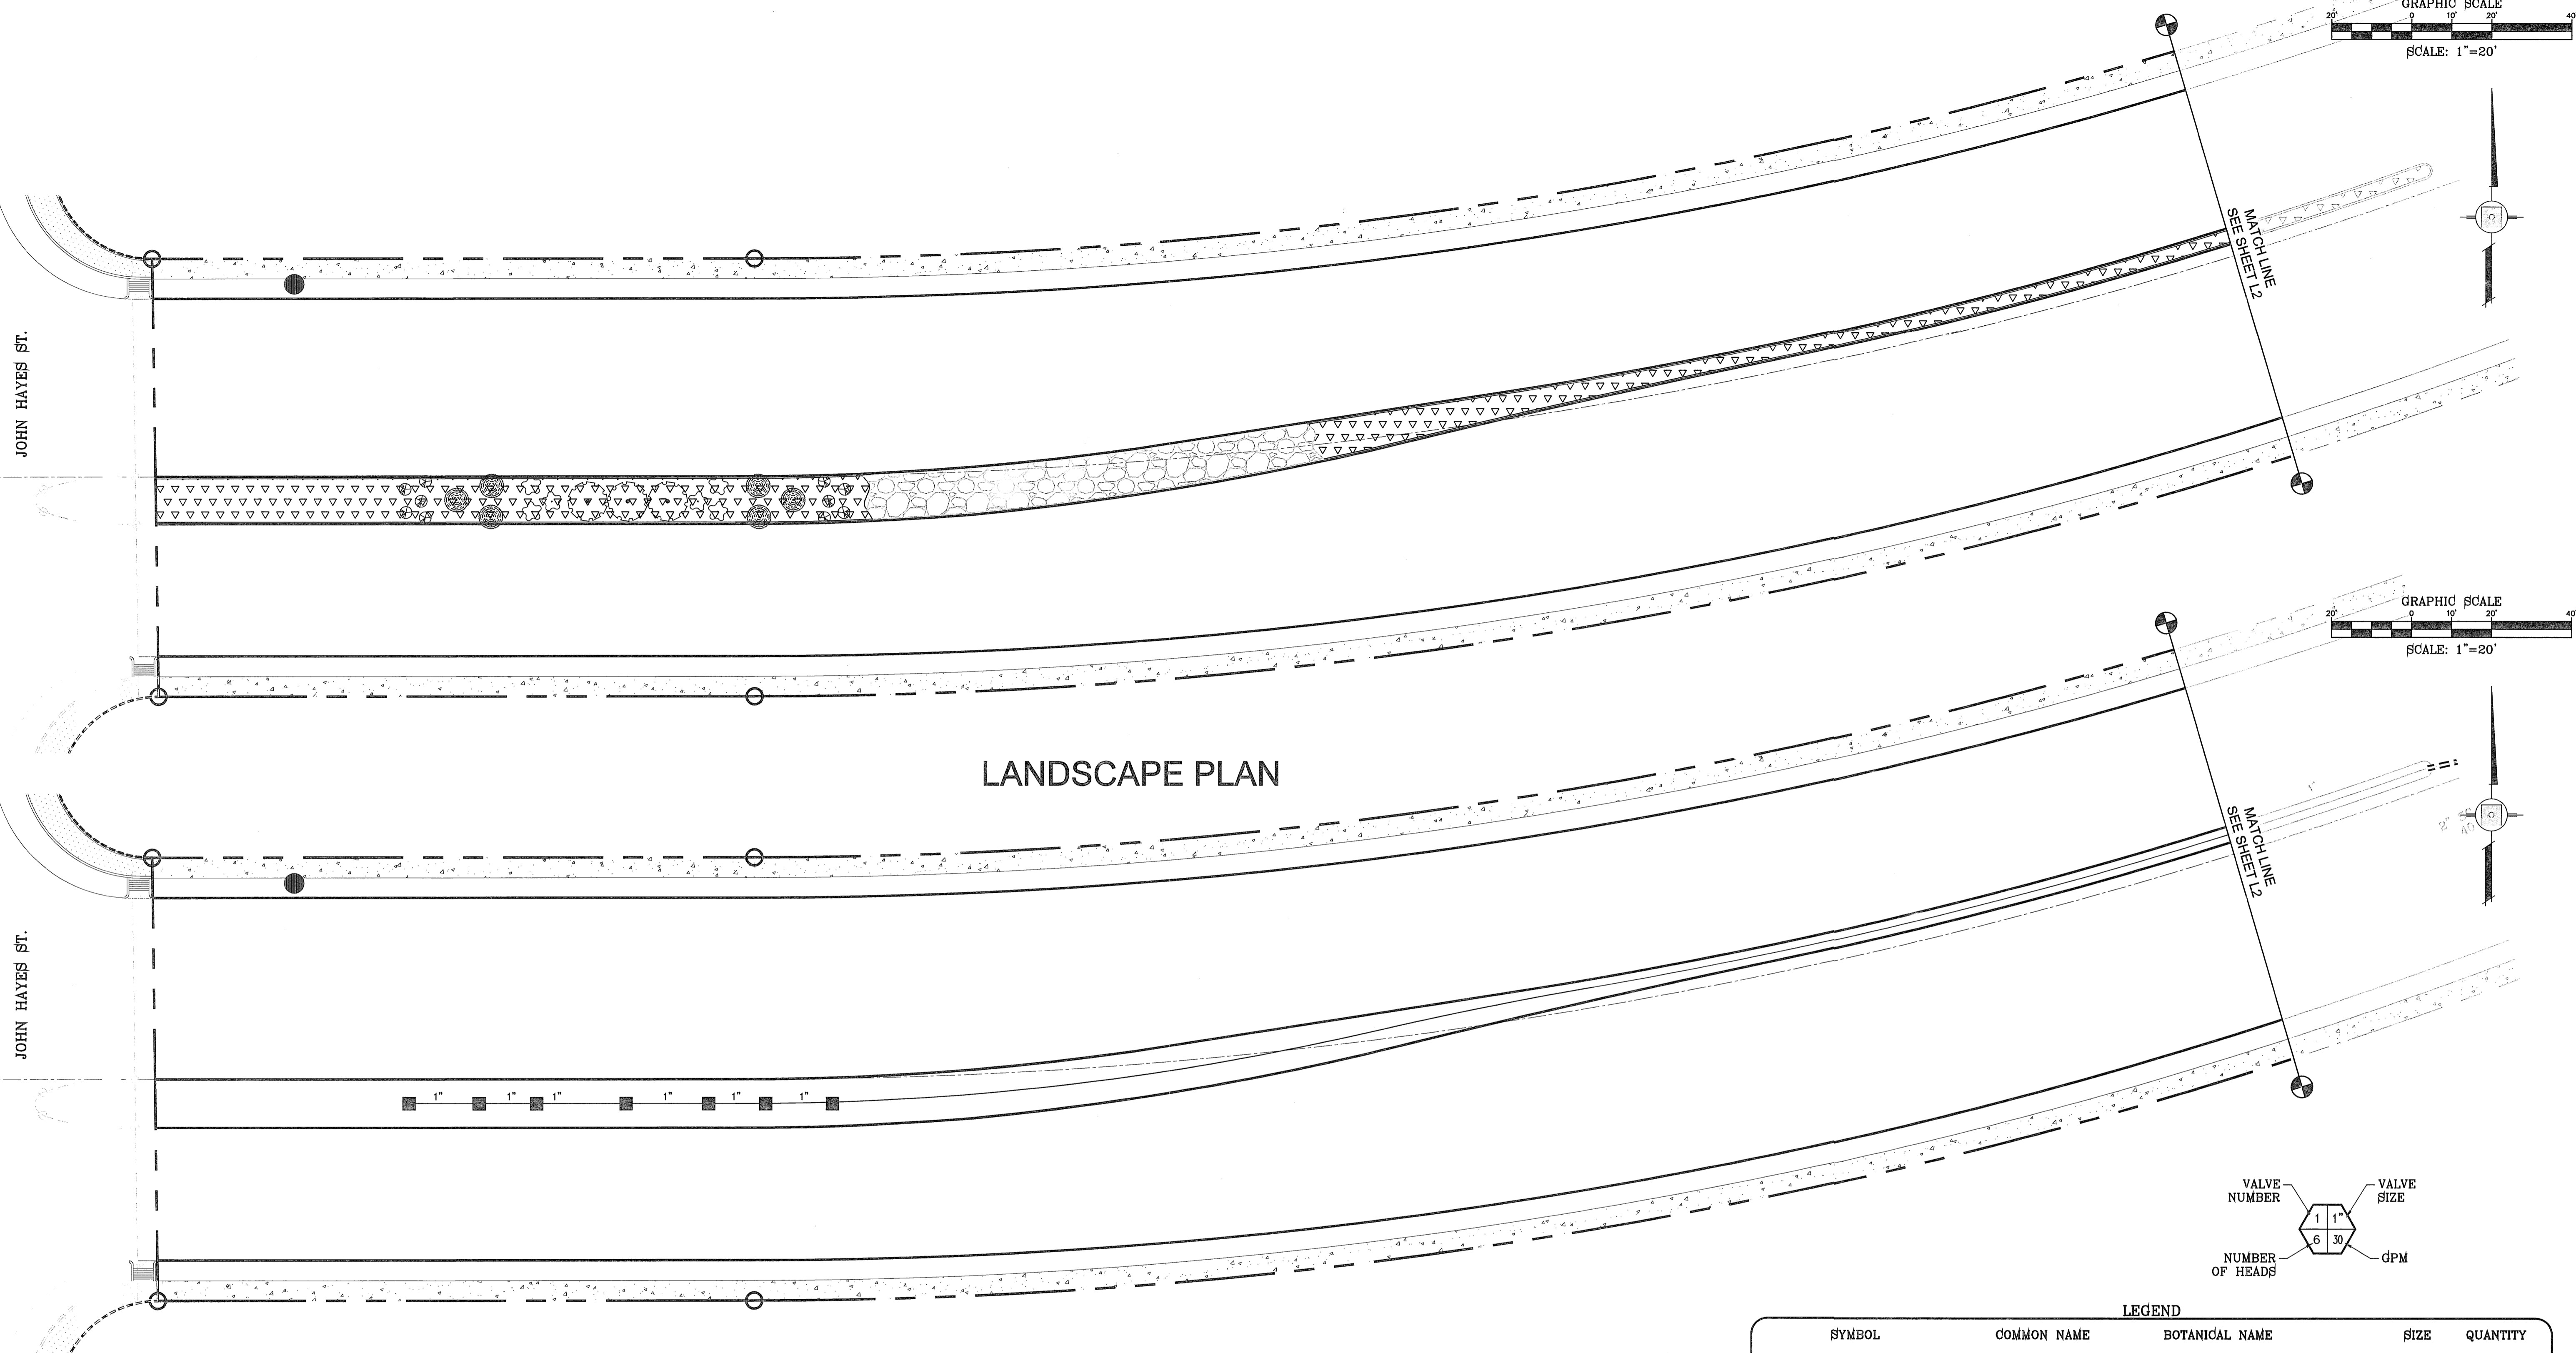 GRAPHIC SCALE
20' 0 10' 20' 40'
SCALE: 1"=20'
MATCH LINE
SEE SHEET L2
JOHN HAYES ST.
LANDSCAPE PLAN
GRAPHIC SCALE
20' 0 10' 20' 40'
SCALE: 1"=20'
1"
2"
40
MATCH LINE
SEE SHEET L2
JOHN HAYES ST.
1" 1" 1" 1" 1" 1"
VALVE
NUMBER
VALVE
SIZE
1 1"
6 30
NUMBER
OF HEADS
GPM
LEGEND
SYMBOL COMMON NAME BOTANICAL NAME SIZE QUANTITY